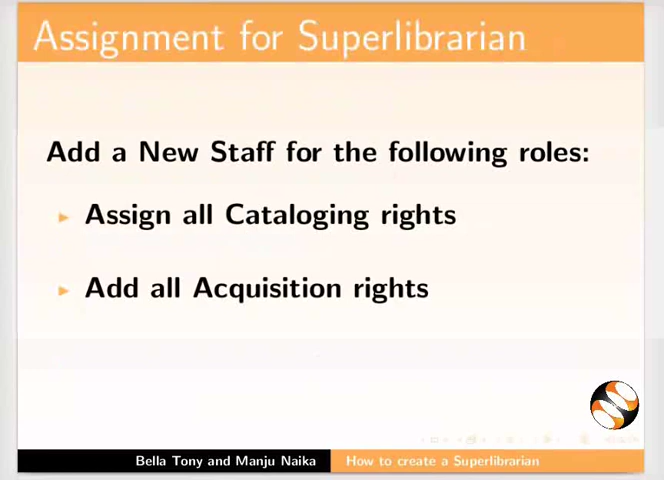 Assignment for Superlibrarian
Add a New Staff for the following roles:
Assign all Cataloging rights
Add all Acquisition rights
Bella Tony and Manju Naika
How to create a Superlibrarian